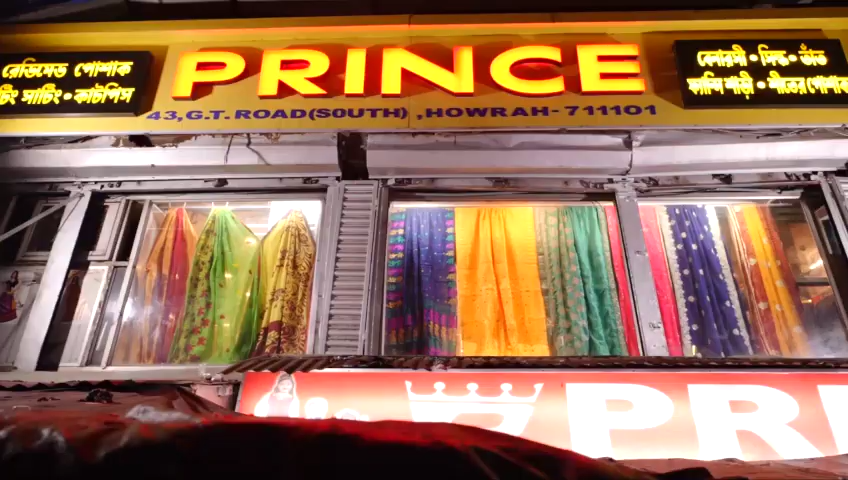 রেডিমেড পোশাক
টিং সার্টিং • কাটপিস
PRINCE
43, G.T. ROAD (SOUTH) , HOWRAH - 711101
বেনারসী • সিল্ক • তাঁত
ফ্যান্সি শাড়ী • শীতের পোশাক
PRI